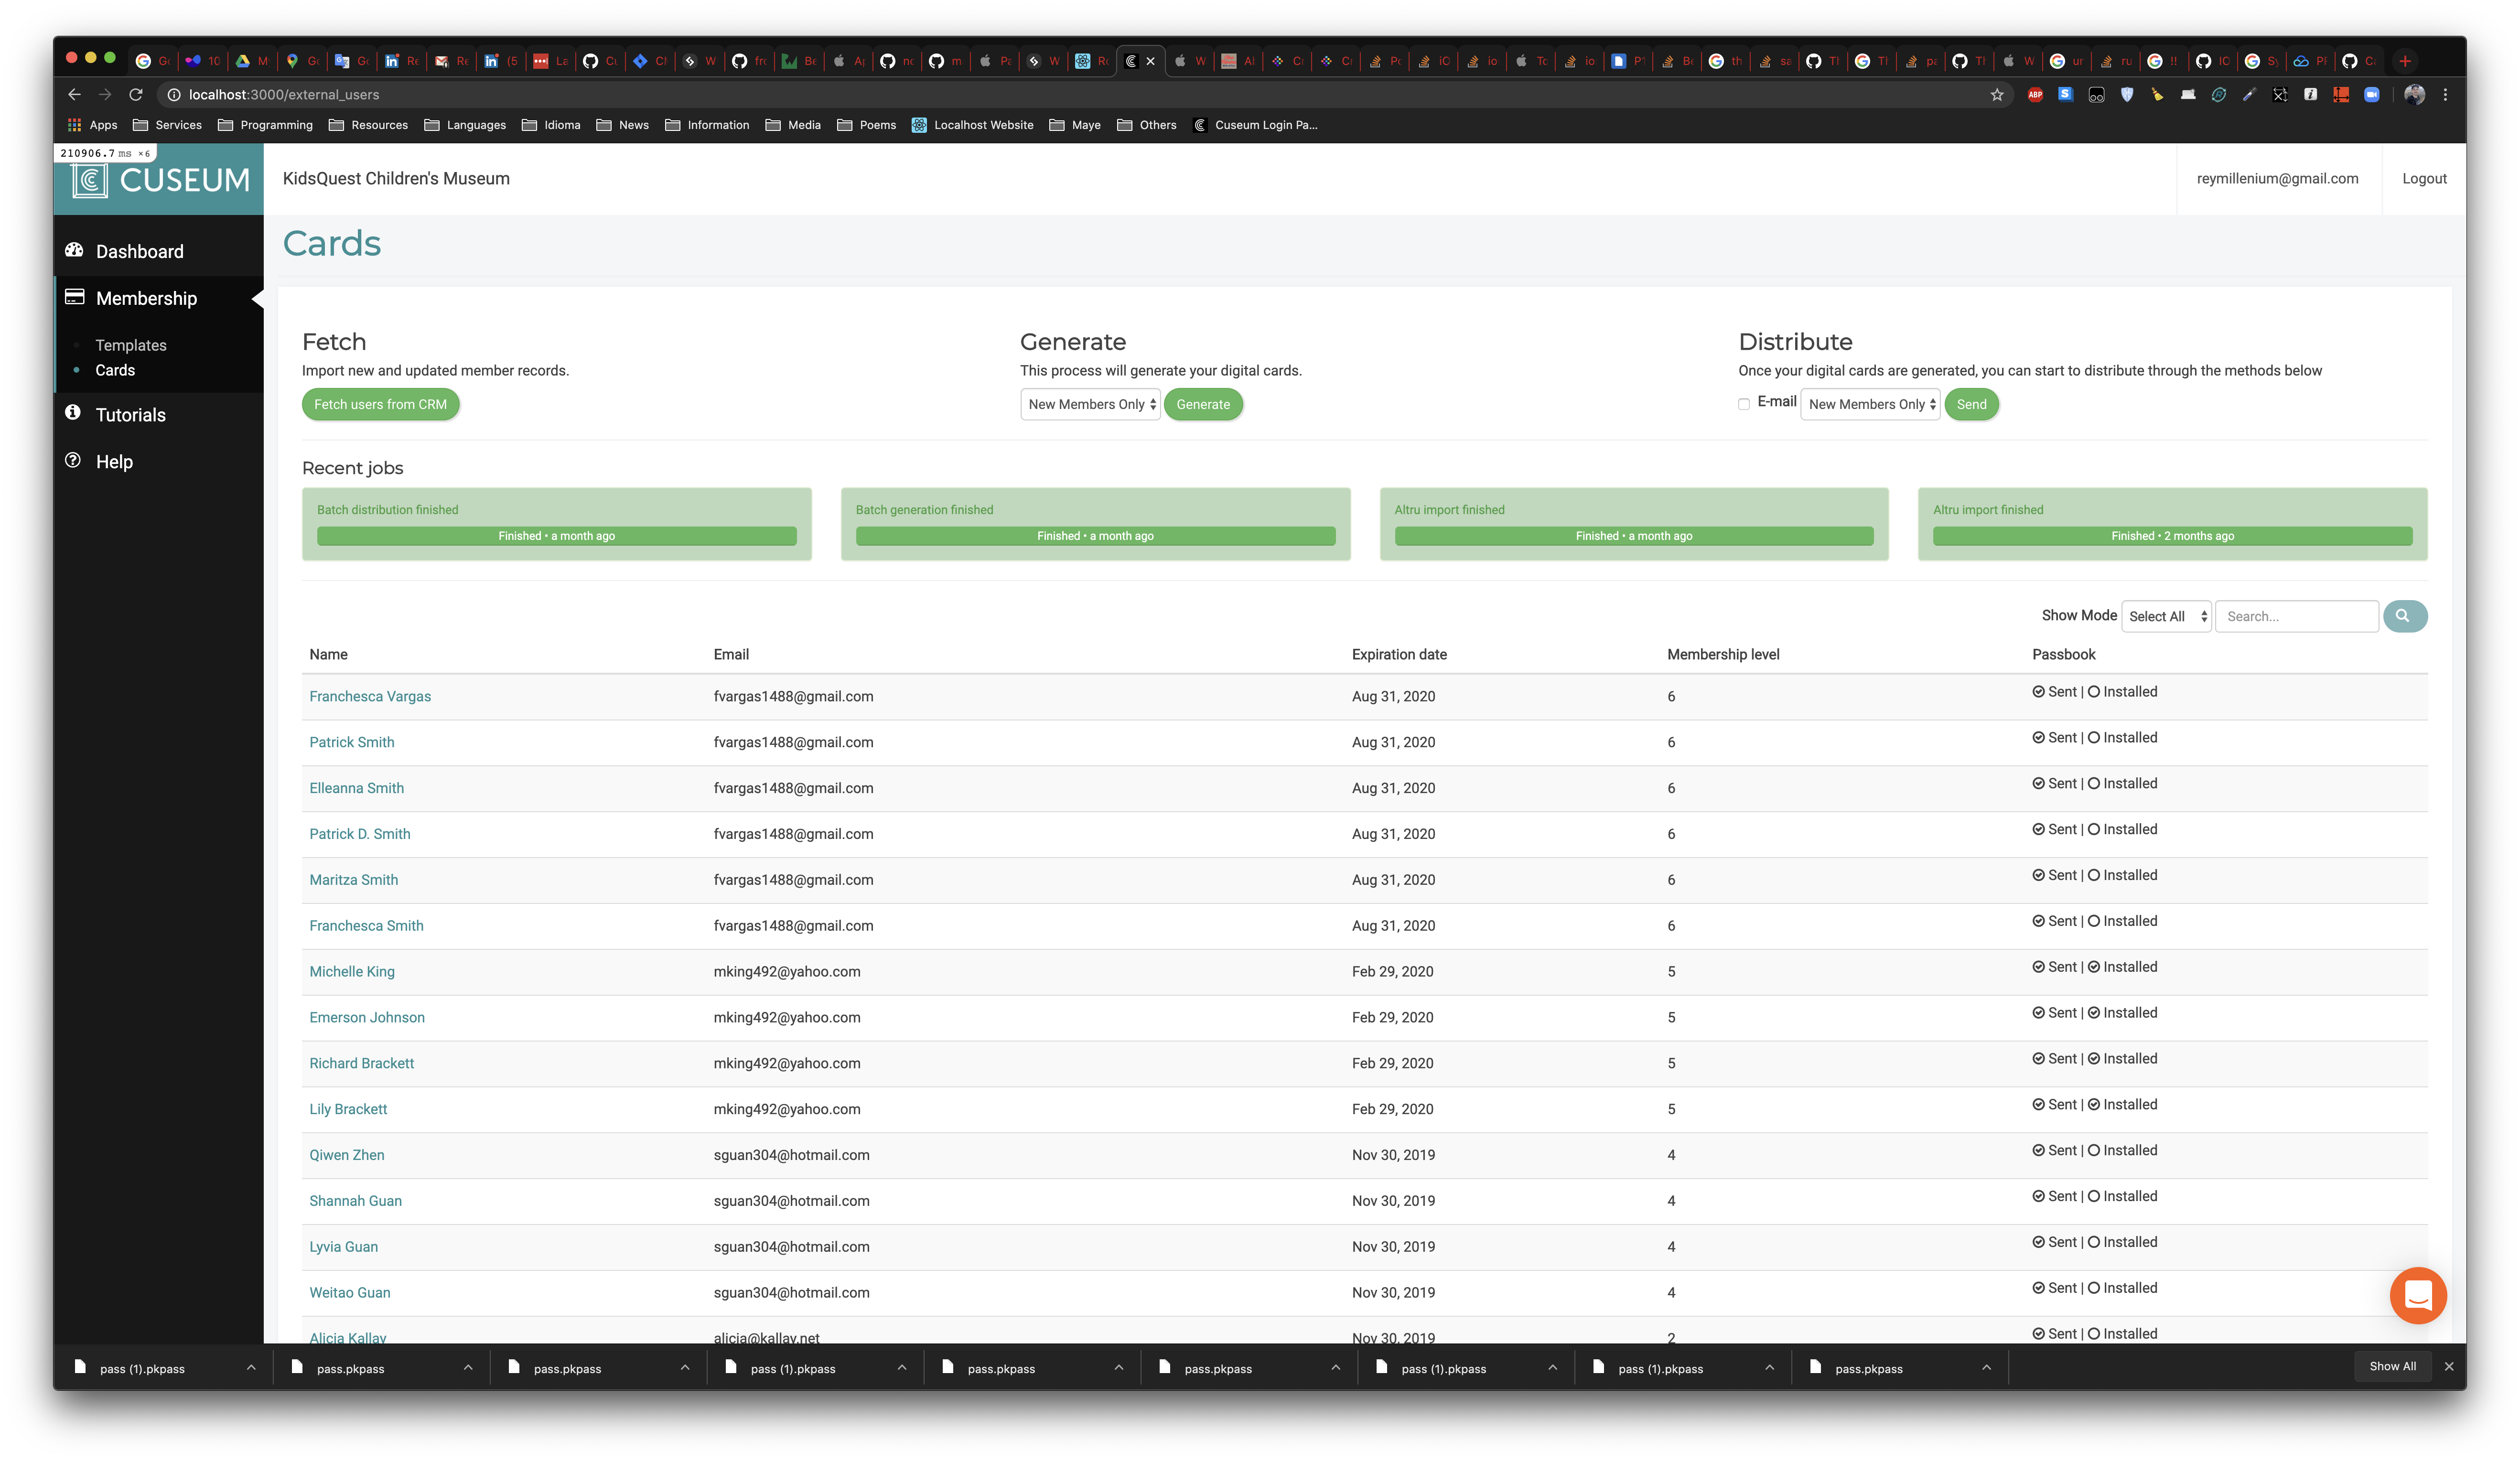 localhost:3000/external_users
Apps Services Programming Resources Languages Idioma News Information Media Poems Localhost Website Maye Others Cuseum Login Pa...
210906.7 ms ×6
CUSEUM
KidsQuest Children's Museum
reymillenium@gmail.com
Logout
Dashboard
Membership
Templates
Cards
Tutorials
Help
Cards
Fetch
Import new and updated member records.
Fetch users from CRM
Generate
This process will generate your digital cards.
New Members Only Generate
Distribute
Once your digital cards are generated, you can start to distribute through the methods below
E-mail New Members Only Send
Recent jobs
Batch distribution finished
Finished • a month ago
Batch generation finished
Finished • a month ago
Altru import finished
Finished • a month ago
Altru import finished
Finished • 2 months ago
Show Mode Select All Search...
Name Email Expiration date Membership level Passbook
Franchesca Vargas fvargas1488@gmail.com Aug 31, 2020 6 Sent | Installed
Patrick Smith fvargas1488@gmail.com Aug 31, 2020 6 Sent | Installed
Elleanna Smith fvargas1488@gmail.com Aug 31, 2020 6 Sent | Installed
Patrick D. Smith fvargas1488@gmail.com Aug 31, 2020 6 Sent | Installed
Maritza Smith fvargas1488@gmail.com Aug 31, 2020 6 Sent | Installed
Franchesca Smith fvargas1488@gmail.com Aug 31, 2020 6 Sent | Installed
Michelle King mking492@yahoo.com Feb 29, 2020 5 Sent | Installed
Emerson Johnson mking492@yahoo.com Feb 29, 2020 5 Sent | Installed
Richard Brackett mking492@yahoo.com Feb 29, 2020 5 Sent | Installed
Lily Brackett mking492@yahoo.com Feb 29, 2020 5 Sent | Installed
Qiwen Zhen sguan304@hotmail.com Nov 30, 2019 4 Sent | Installed
Shannah Guan sguan304@hotmail.com Nov 30, 2019 4 Sent | Installed
Lyvia Guan sguan304@hotmail.com Nov 30, 2019 4 Sent | Installed
Weitao Guan sguan304@hotmail.com Nov 30, 2019 4 Sent | Installed
Alicia Kallay alicia@kallay.net Nov 30, 2019 2 Sent | Installed
pass (1).pkpass pass.pkpass pass.pkpass pass (1).pkpass pass.pkpass pass.pkpass pass (1).pkpass pass (1).pkpass pass.pkpass Show All